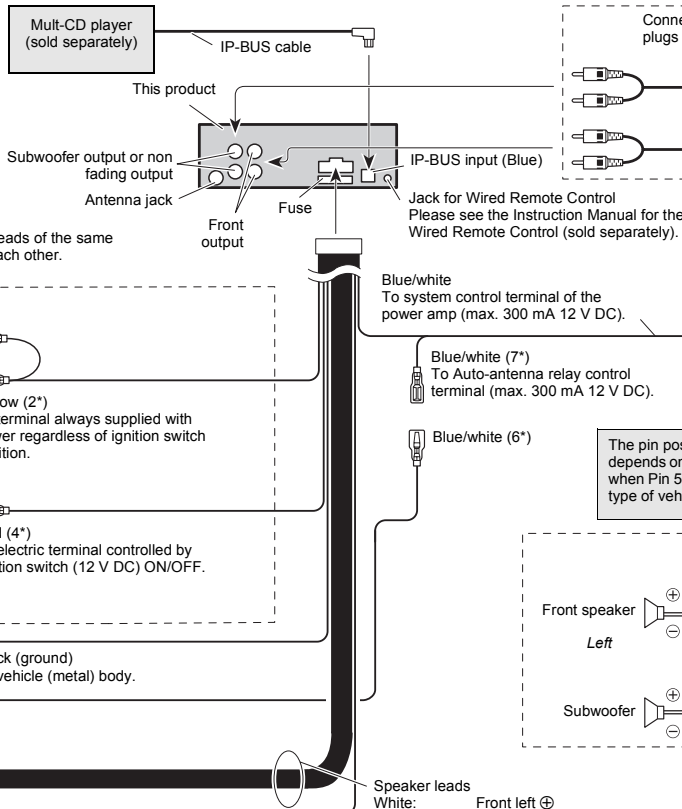 Mult-CD player
(sold separately)
IP-BUS cable
Conne
plugs
This product
Subwoofer output or non
fading output
Antenna jack
Front
output
Fuse
IP-BUS input (Blue)
Jack for Wired Remote Control
Please see the Instruction Manual for the
Wired Remote Control (sold separately).
eads of the same
ach other.
Blue/white
To system control terminal of the
power amp (max. 300 mA 12 V DC).
Blue/white (7*)
To Auto-antenna relay control
terminal (max. 300 mA 12 V DC).
ow (2*)
terminal always supplied with
er regardless of ignition switch
ition.
Blue/white (6*)
The pin pos
depends or
when Pin 5
type of veh
l (4*)
electric terminal controlled by
tion switch (12 V DC) ON/OFF.
Front speaker
⊕
Left
⊖
ck (ground)
vehicle (metal) body.
Subwoofer
⊕
⊖
Speaker leads
White: Front left ⊕